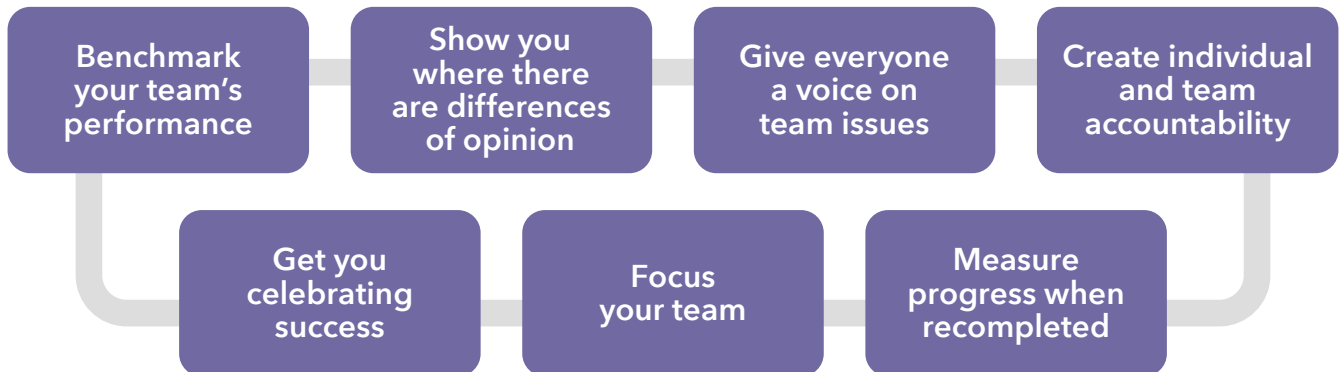 Benchmark
your team's
performance
Show you
where there
are differences
of opinion
Give everyone
a voice on
team issues
Create individual
and team
accountability
Get you
celebrating
success
Focus
your team
Measure
progress when
recompleted